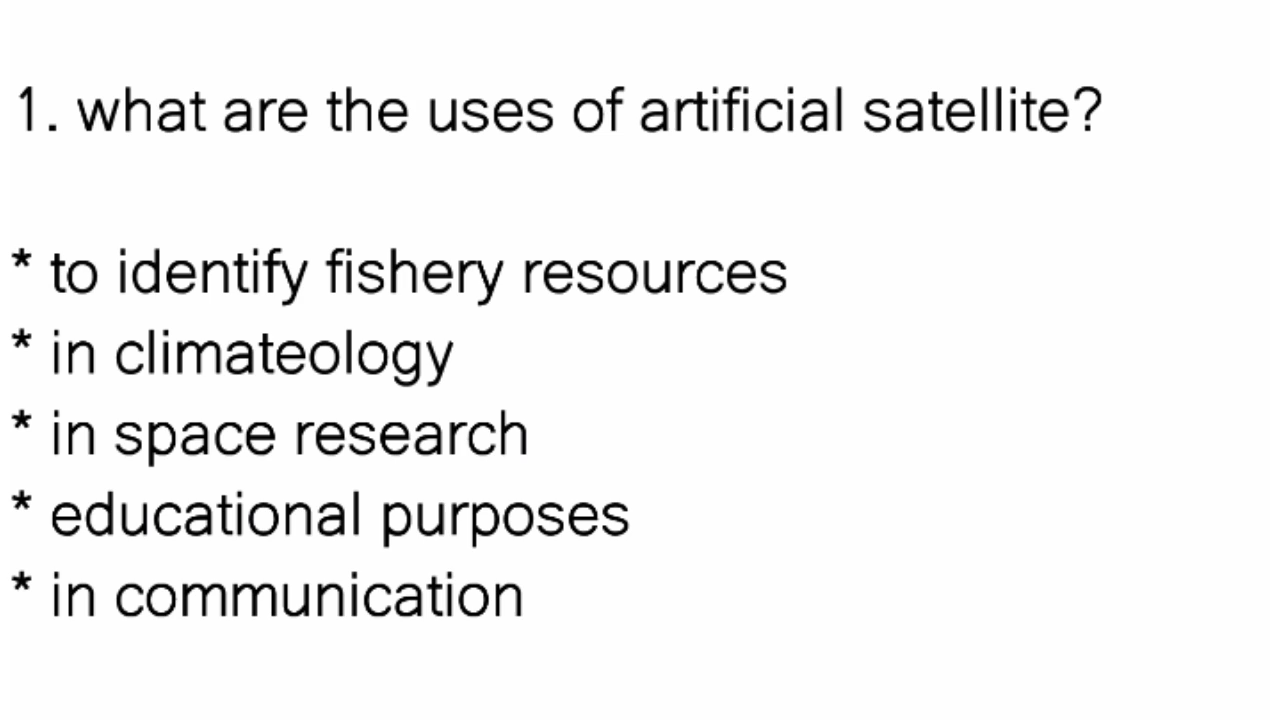 1. what are the uses of artificial satellite?
* to identify fishery resources
* in climateology
* in space research
* educational purposes
* in communication